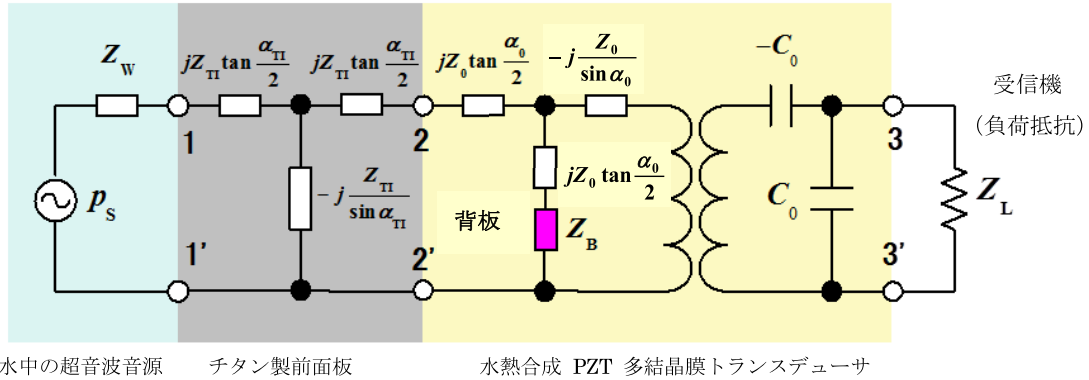 Z_W
jZ_TI tan α_TI/2
jZ_TI tan α_TI/2
jZ_0 tan α_0/2
-j Z_0/sin α_0
-C_0
受信機
(負荷抵抗)
1
2
3
p_S
-j Z_TI/sin α_TI
jZ_0 tan α_0/2
背板
Z_B
C_0
Z_L
1'
2'
3'
水中の超音波音源
チタン製前面板
水熱合成 PZT 多結晶膜トランスデューサ